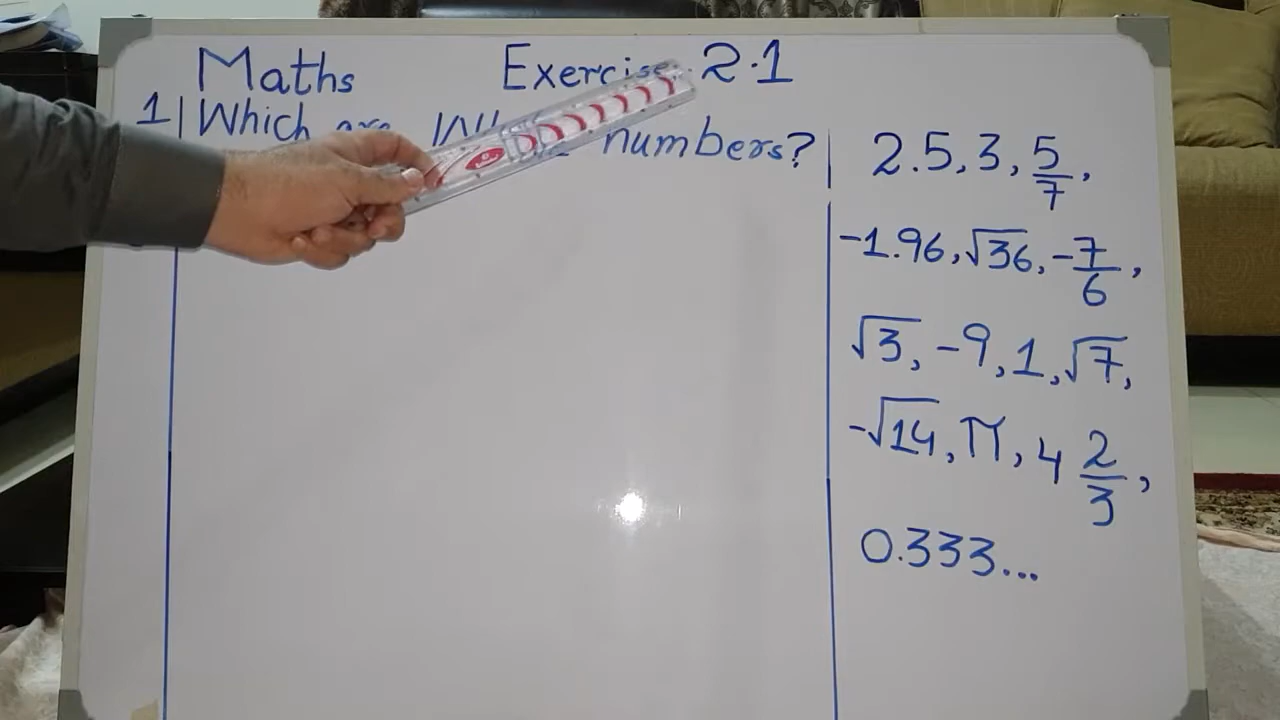 Maths Exercise 2.1
1 Which are numbers?
2.5, 3, 5/7,
-1.96, √36, -7/6,
√3, -9, 1, √7,
-√14, π, 4 2/3,
0.333...